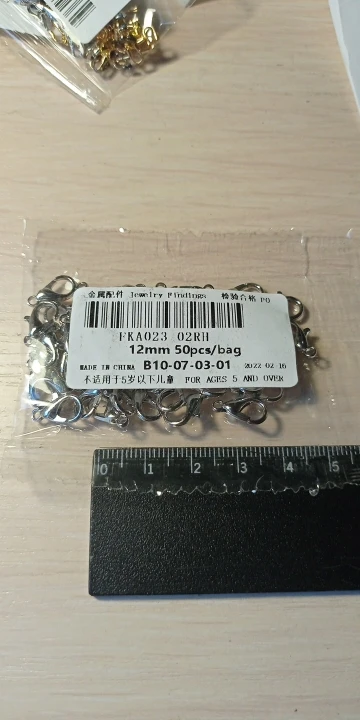 金属配件 Jewelry Findings 检验合格 PO
FKA023 02RH
12mm 50pcs/bag
MADE IN CHINA B10-07-03-01 2022-02-16
不适用于5岁以下儿童 FOR AGES 5 AND OVER
0 1 2 3 4 5